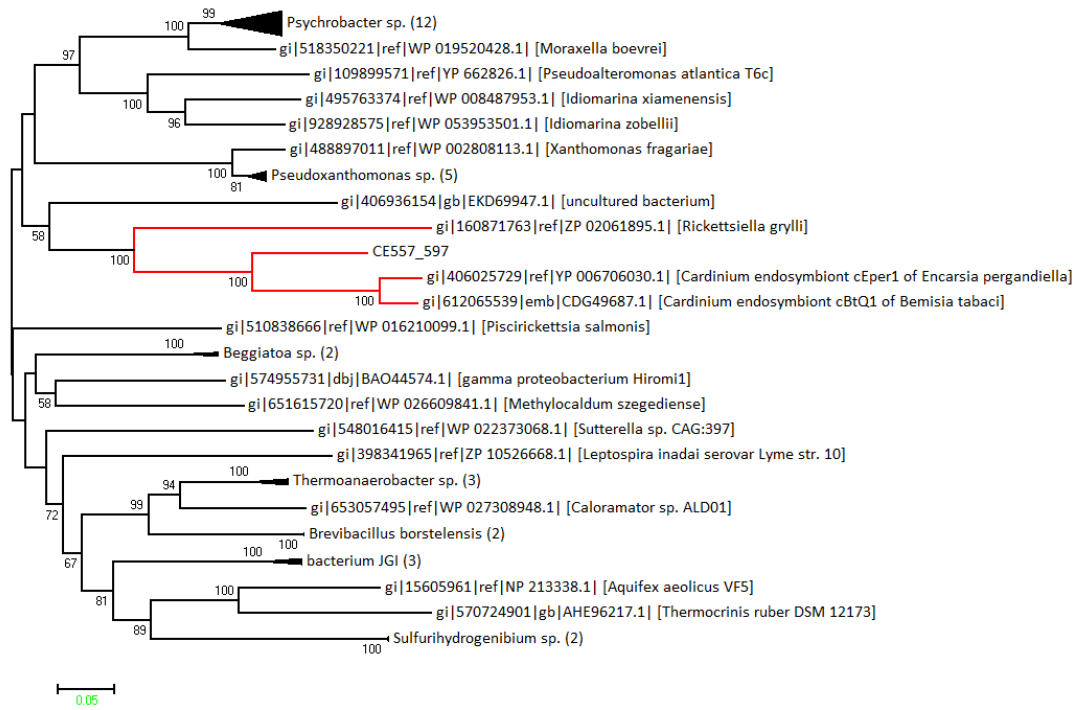 99
100
Psychrobacter sp. (12)
97
gi|518350221|ref|WP 019520428.1| [Moraxella boevrei]
gi|109899571|ref|YP 662826.1| [Pseudoalteromonas atlantica T6c]
100
gi|495763374|ref|WP 008487953.1| [Idiomarina xiamenensis]
96
gi|928928575|ref|WP 053953501.1| [Idiomarina zobellii]
gi|488897011|ref|WP 002808113.1| [Xanthomonas fragariae]
100
Pseudoxanthomonas sp. (5)
81
gi|406936154|gb|EKD69947.1| [uncultured bacterium]
58
gi|160871763|ref|ZP 02061895.1| [Rickettsiella grylli]
100
CE557_597
100
gi|406025729|ref|YP 006706030.1| [Cardinium endosymbiont cEper1 of Encarsia pergandiella]
100
gi|612065539|emb|CDG49687.1| [Cardinium endosymbiont cBtQ1 of Bemisia tabaci]
gi|510838666|ref|WP 016210099.1| [Piscirickettsia salmonis]
100
Beggiatoa sp. (2)
gi|574955731|dbj|BAO44574.1| [gamma proteobacterium Hiromi1]
58
gi|651615720|ref|WP 026609841.1| [Methylocaldum szegediense]
gi|548016415|ref|WP 022373068.1| [Sutterella sp. CAG:397]
gi|398341965|ref|ZP 10526668.1| [Leptospira inadai serovar Lyme str. 10]
72
100
Thermoanaerobacter sp. (3)
94
99
gi|653057495|ref|WP 027308948.1| [Caloramator sp. ALD01]
Brevibacillus borstelensis (2)
100
67
100
bacterium JGI (3)
81
100
gi|15605961|ref|NP 213338.1| [Aquifex aeolicus VF5]
gi|570724901|gb|AHE96217.1| [Thermocrinis ruber DSM 12173]
89
Sulfurihydrogenibium sp. (2)
100
0.05